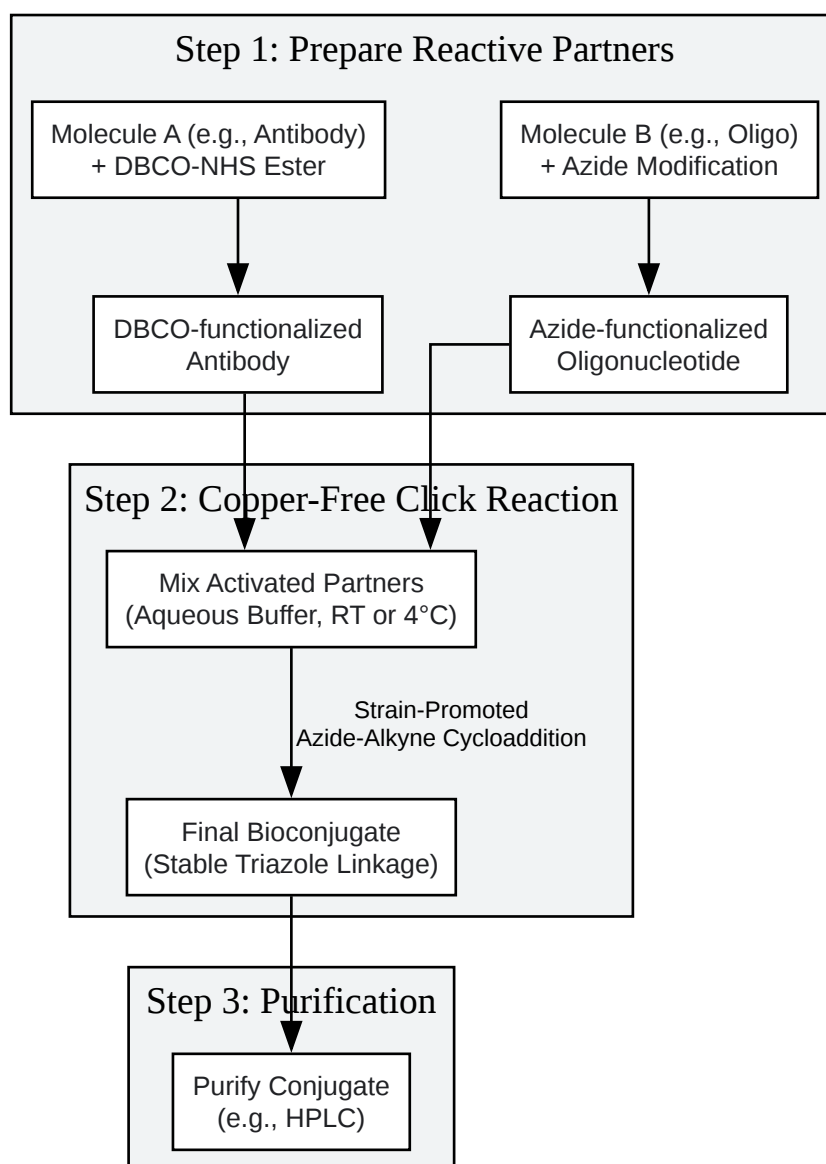 Step 1: Prepare Reactive Partners
Molecule A (e.g., Antibody)
+ DBCO-NHS Ester
Molecule B (e.g., Oligo)
+ Azide Modification
DBCO-functionalized
Antibody
Azide-functionalized
Oligonucleotide
Step 2: Copper-Free Click Reaction
Mix Activated Partners
(Aqueous Buffer, RT or 4°C)
Strain-Promoted
Azide-Alkyne Cycloaddition
Final Bioconjugate
(Stable Triazole Linkage)
Step 3: Purification
Purify Conjugate
(e.g., HPLC)